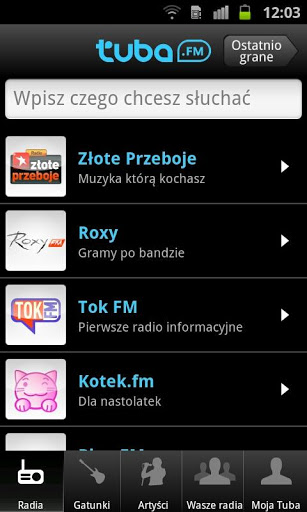 12:03
tuba.FM
Ostatnio
grane
Wpisz czego chcesz słuchać
Radio
złote
przeboje
Złote Przeboje
Muzyka którą kochasz
Roxy FM
Roxy
Gramy po bandzie
TOK FM
Tok FM
Pierwsze radio informacyjne
Kotek.fm
Dla nastolatek
Radia
Gatunki
Artyści
Wasze radia
Moja Tuba